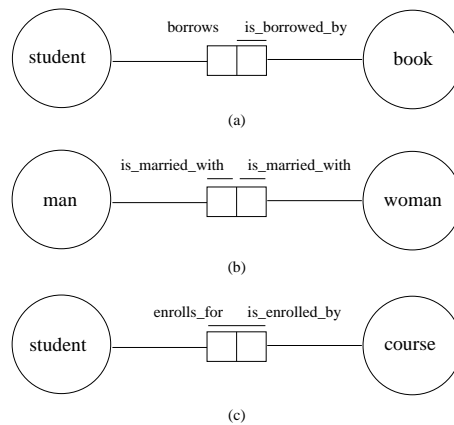 borrows is_borrowed_by
student book
(a)
is_married_with is_married_with
man woman
(b)
enrolls_for is_enrolled_by
student course
(c)